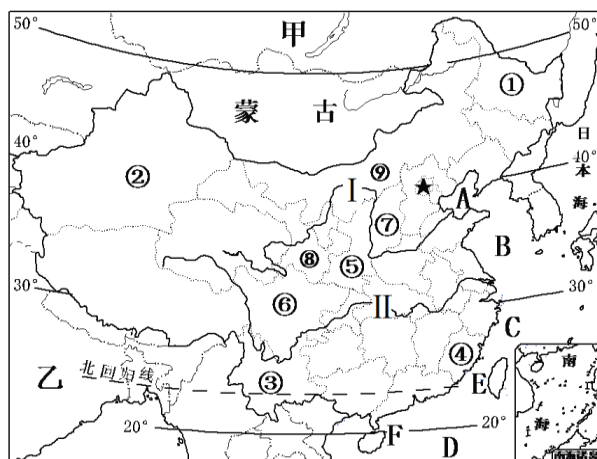 50°
甲
50°
①
蒙 古
40°
日
②
⑨
40°
本
Ⅰ
★
A
海
⑦
B
⑧
⑤
30°
⑥
Ⅱ
30°
C
④
乙
北回归线
③
E
南
海
20°
F
D
20°